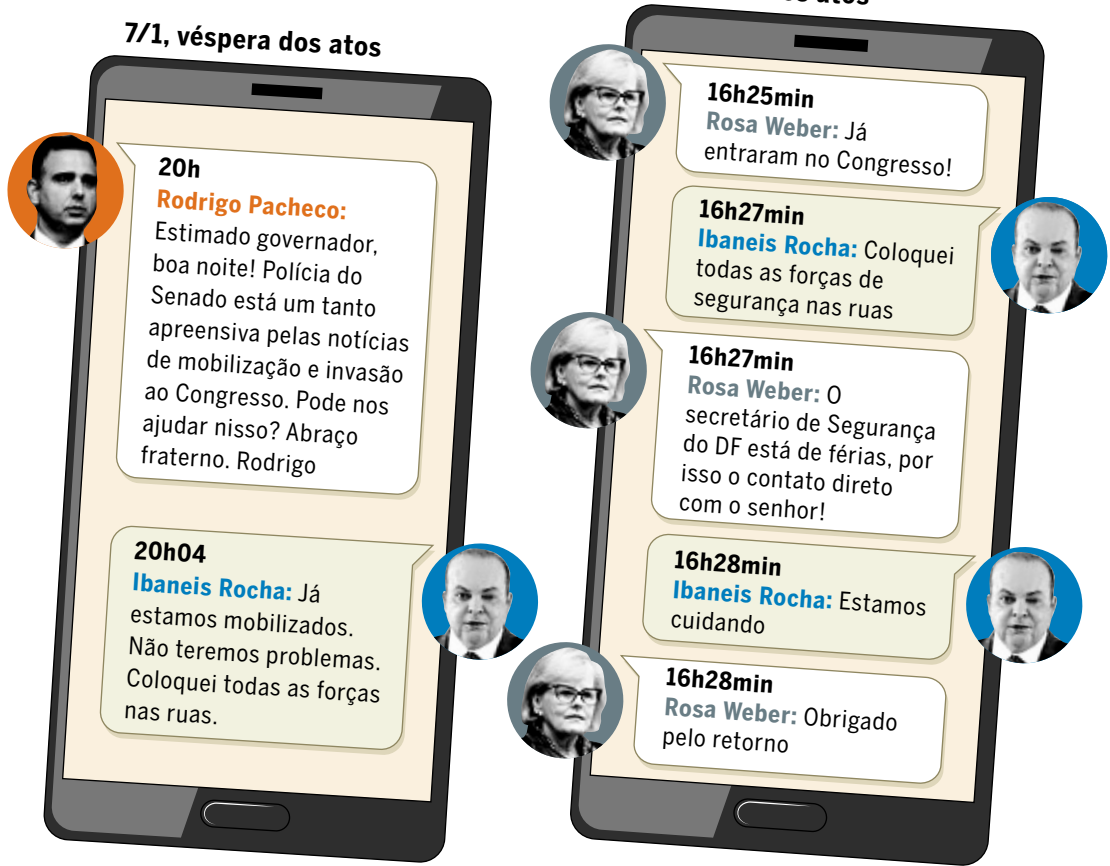 7/1, véspera dos atos
20h
Rodrigo Pacheco:
Estimado governador,
boa noite! Polícia do
Senado está um tanto
apreensiva pelas notícias
de mobilização e invasão
ao Congresso. Pode nos
ajudar nisso? Abraço
fraterno. Rodrigo
20h04
Ibaneis Rocha: Já
estamos mobilizados.
Não teremos problemas.
Coloquei todas as forças
nas ruas.
atos
16h25min
Rosa Weber: Já
entraram no Congresso!
16h27min
Ibaneis Rocha: Coloquei
todas as forças de
segurança nas ruas
16h27min
Rosa Weber: O
secretário de Segurança
do DF está de férias, por
isso o contato direto
com o senhor!
16h28min
Ibaneis Rocha: Estamos
cuidando
16h28min
Rosa Weber: Obrigado
pelo retorno